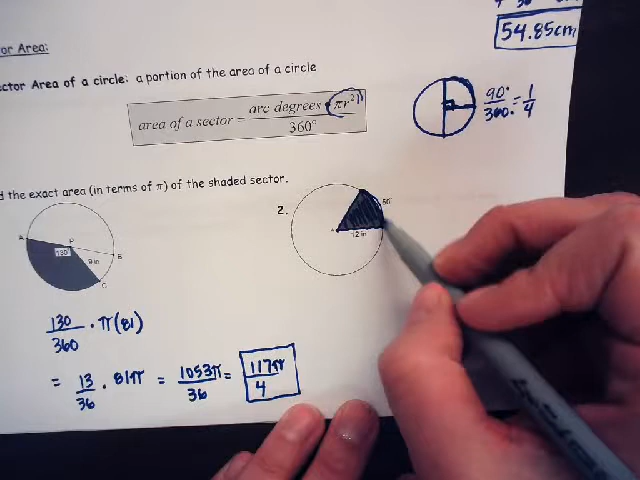 54.85cm
or Area:
ector Area of a circle: a portion of the area of a circle
area of a sector = arc degrees • πr² / 360°
90° / 360° = 1/4
d the exact area (in terms of π) of the shaded sector.
A
P
130°
9 in
B
C
2.
12 in
130/360 · π(81)
= 13/36 · 81π = 1053π/36 = 117π/4